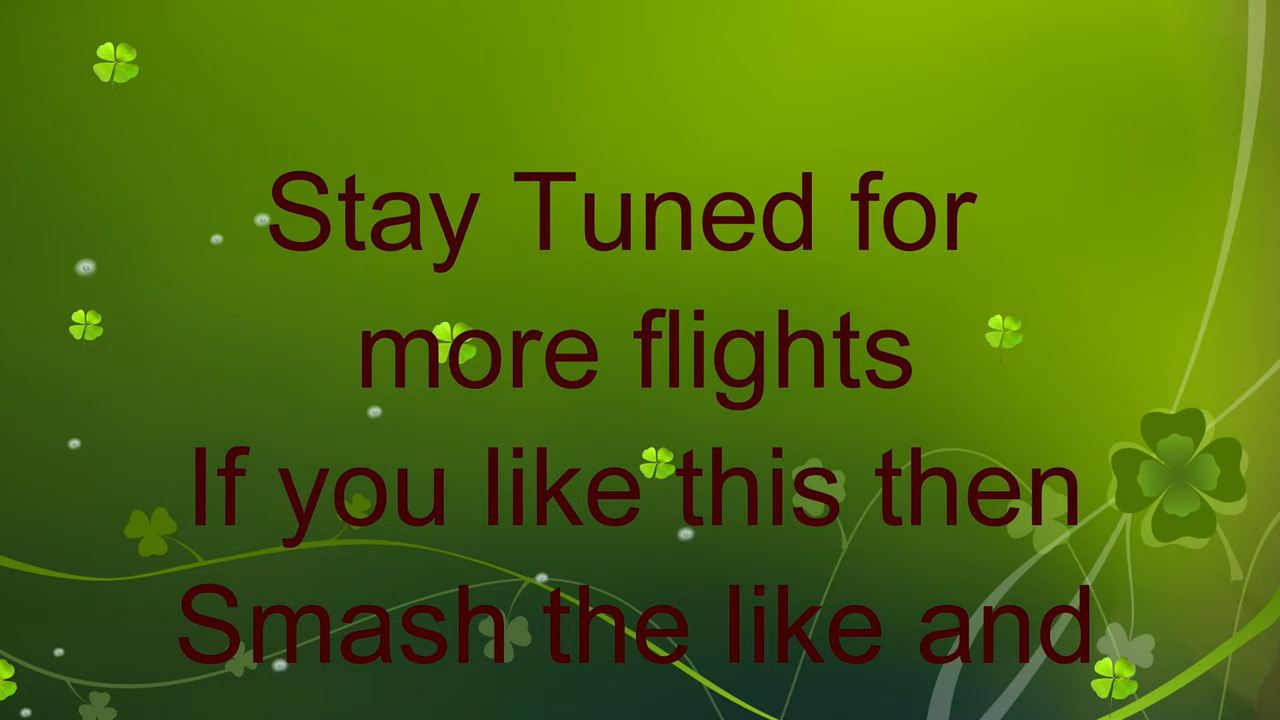 Stay Tuned for
more flights
If you like this then
Smash the like and